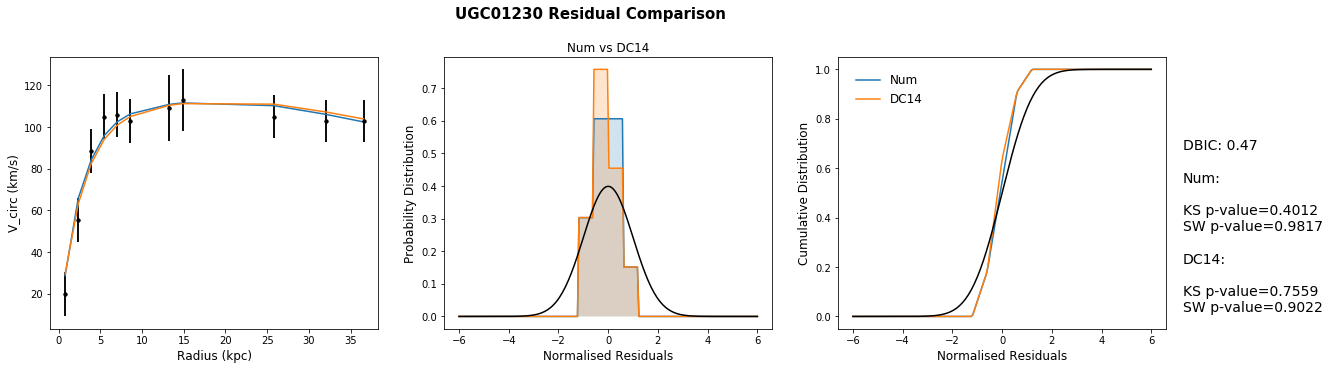 UGC01230 Residual Comparison
V_circ (km/s)
120
100
80
60
40
20
0
5
10
15
20
25
30
35
Radius (kpc)
Num vs DC14
Probability Distribution
0.7
0.6
0.5
0.4
0.3
0.2
0.1
0.0
−6
−4
−2
0
2
4
6
Normalised Residuals
Cumulative Distribution
1.0
0.8
0.6
0.4
0.2
0.0
Num
DC14
−6
−4
−2
0
2
4
6
Normalised Residuals
DBIC: 0.47
Num:
KS p-value=0.4012
SW p-value=0.9817
DC14:
KS p-value=0.7559
SW p-value=0.9022